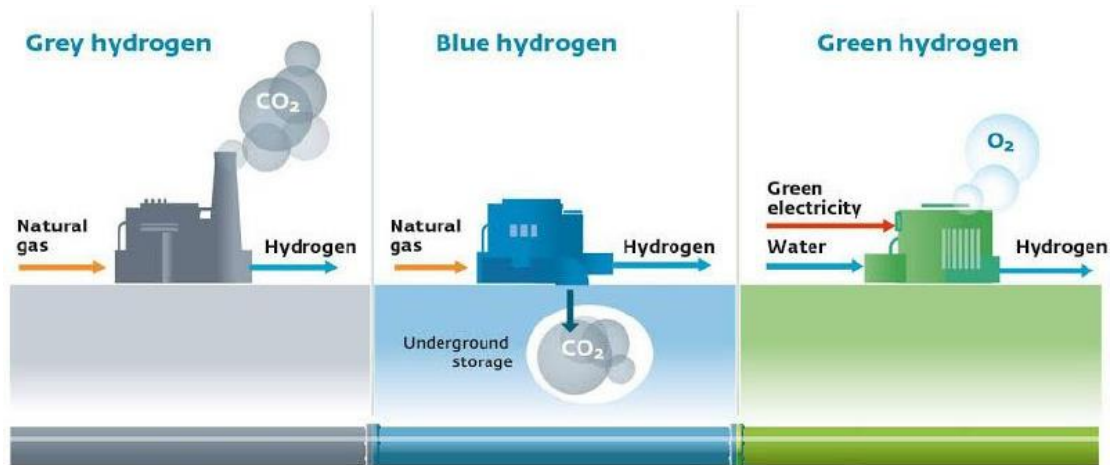 Grey hydrogen
CO₂
Natural
gas
Hydrogen
Blue hydrogen
Natural
gas
Hydrogen
Underground
storage
CO₂
Green hydrogen
O₂
Green
electricity
Water
Hydrogen